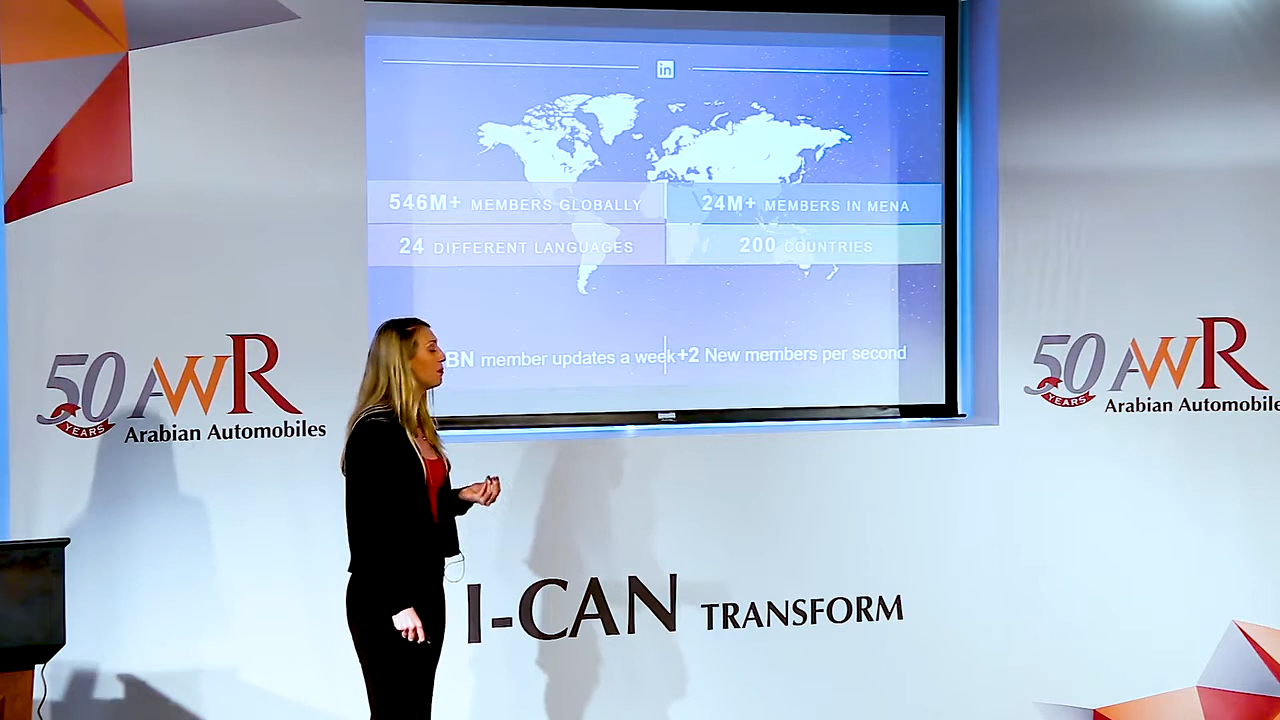 in
546M+ MEMBERS GLOBALLY
24M+ MEMBERS IN MENA
24 DIFFERENT LANGUAGES
200 COUNTRIES
BN member updates a week
+2 New members per second
50 YEARS
AWR
Arabian Automobiles
50 YEARS
AWR
Arabian Automobile
I-CAN TRANSFORM